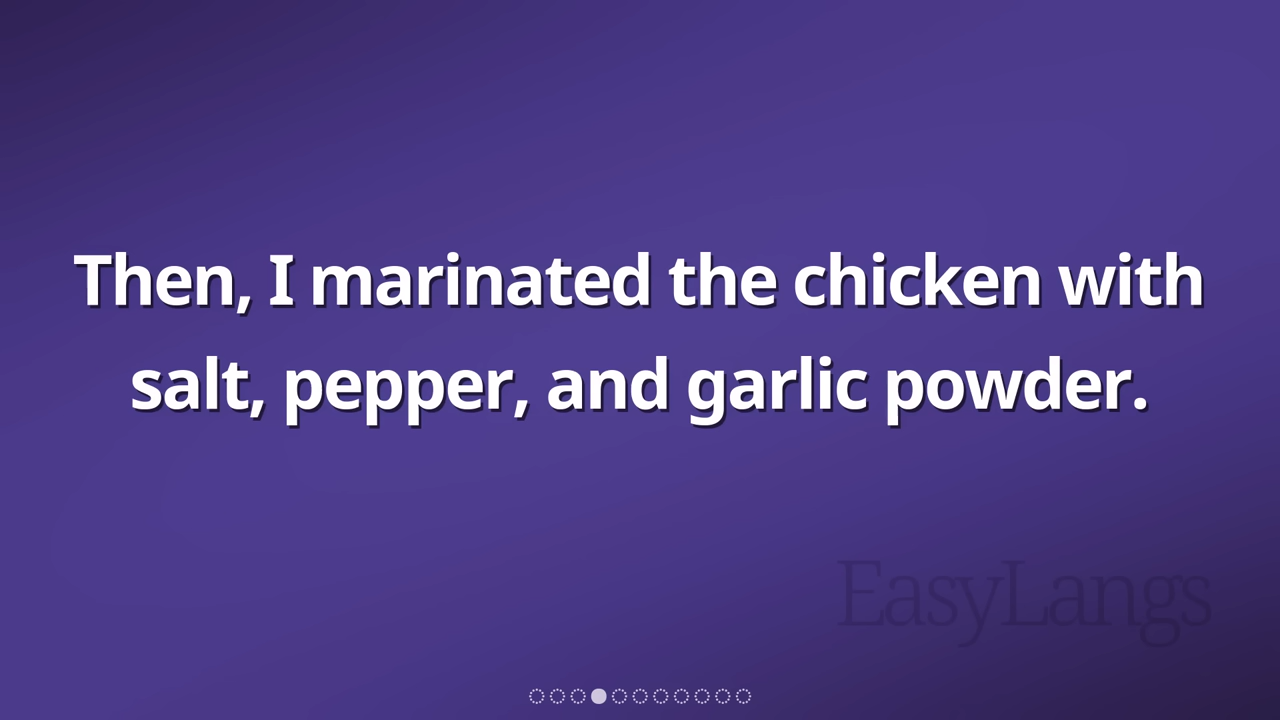 Then, I marinated the chicken with
salt, pepper, and garlic powder.
EasyLangs